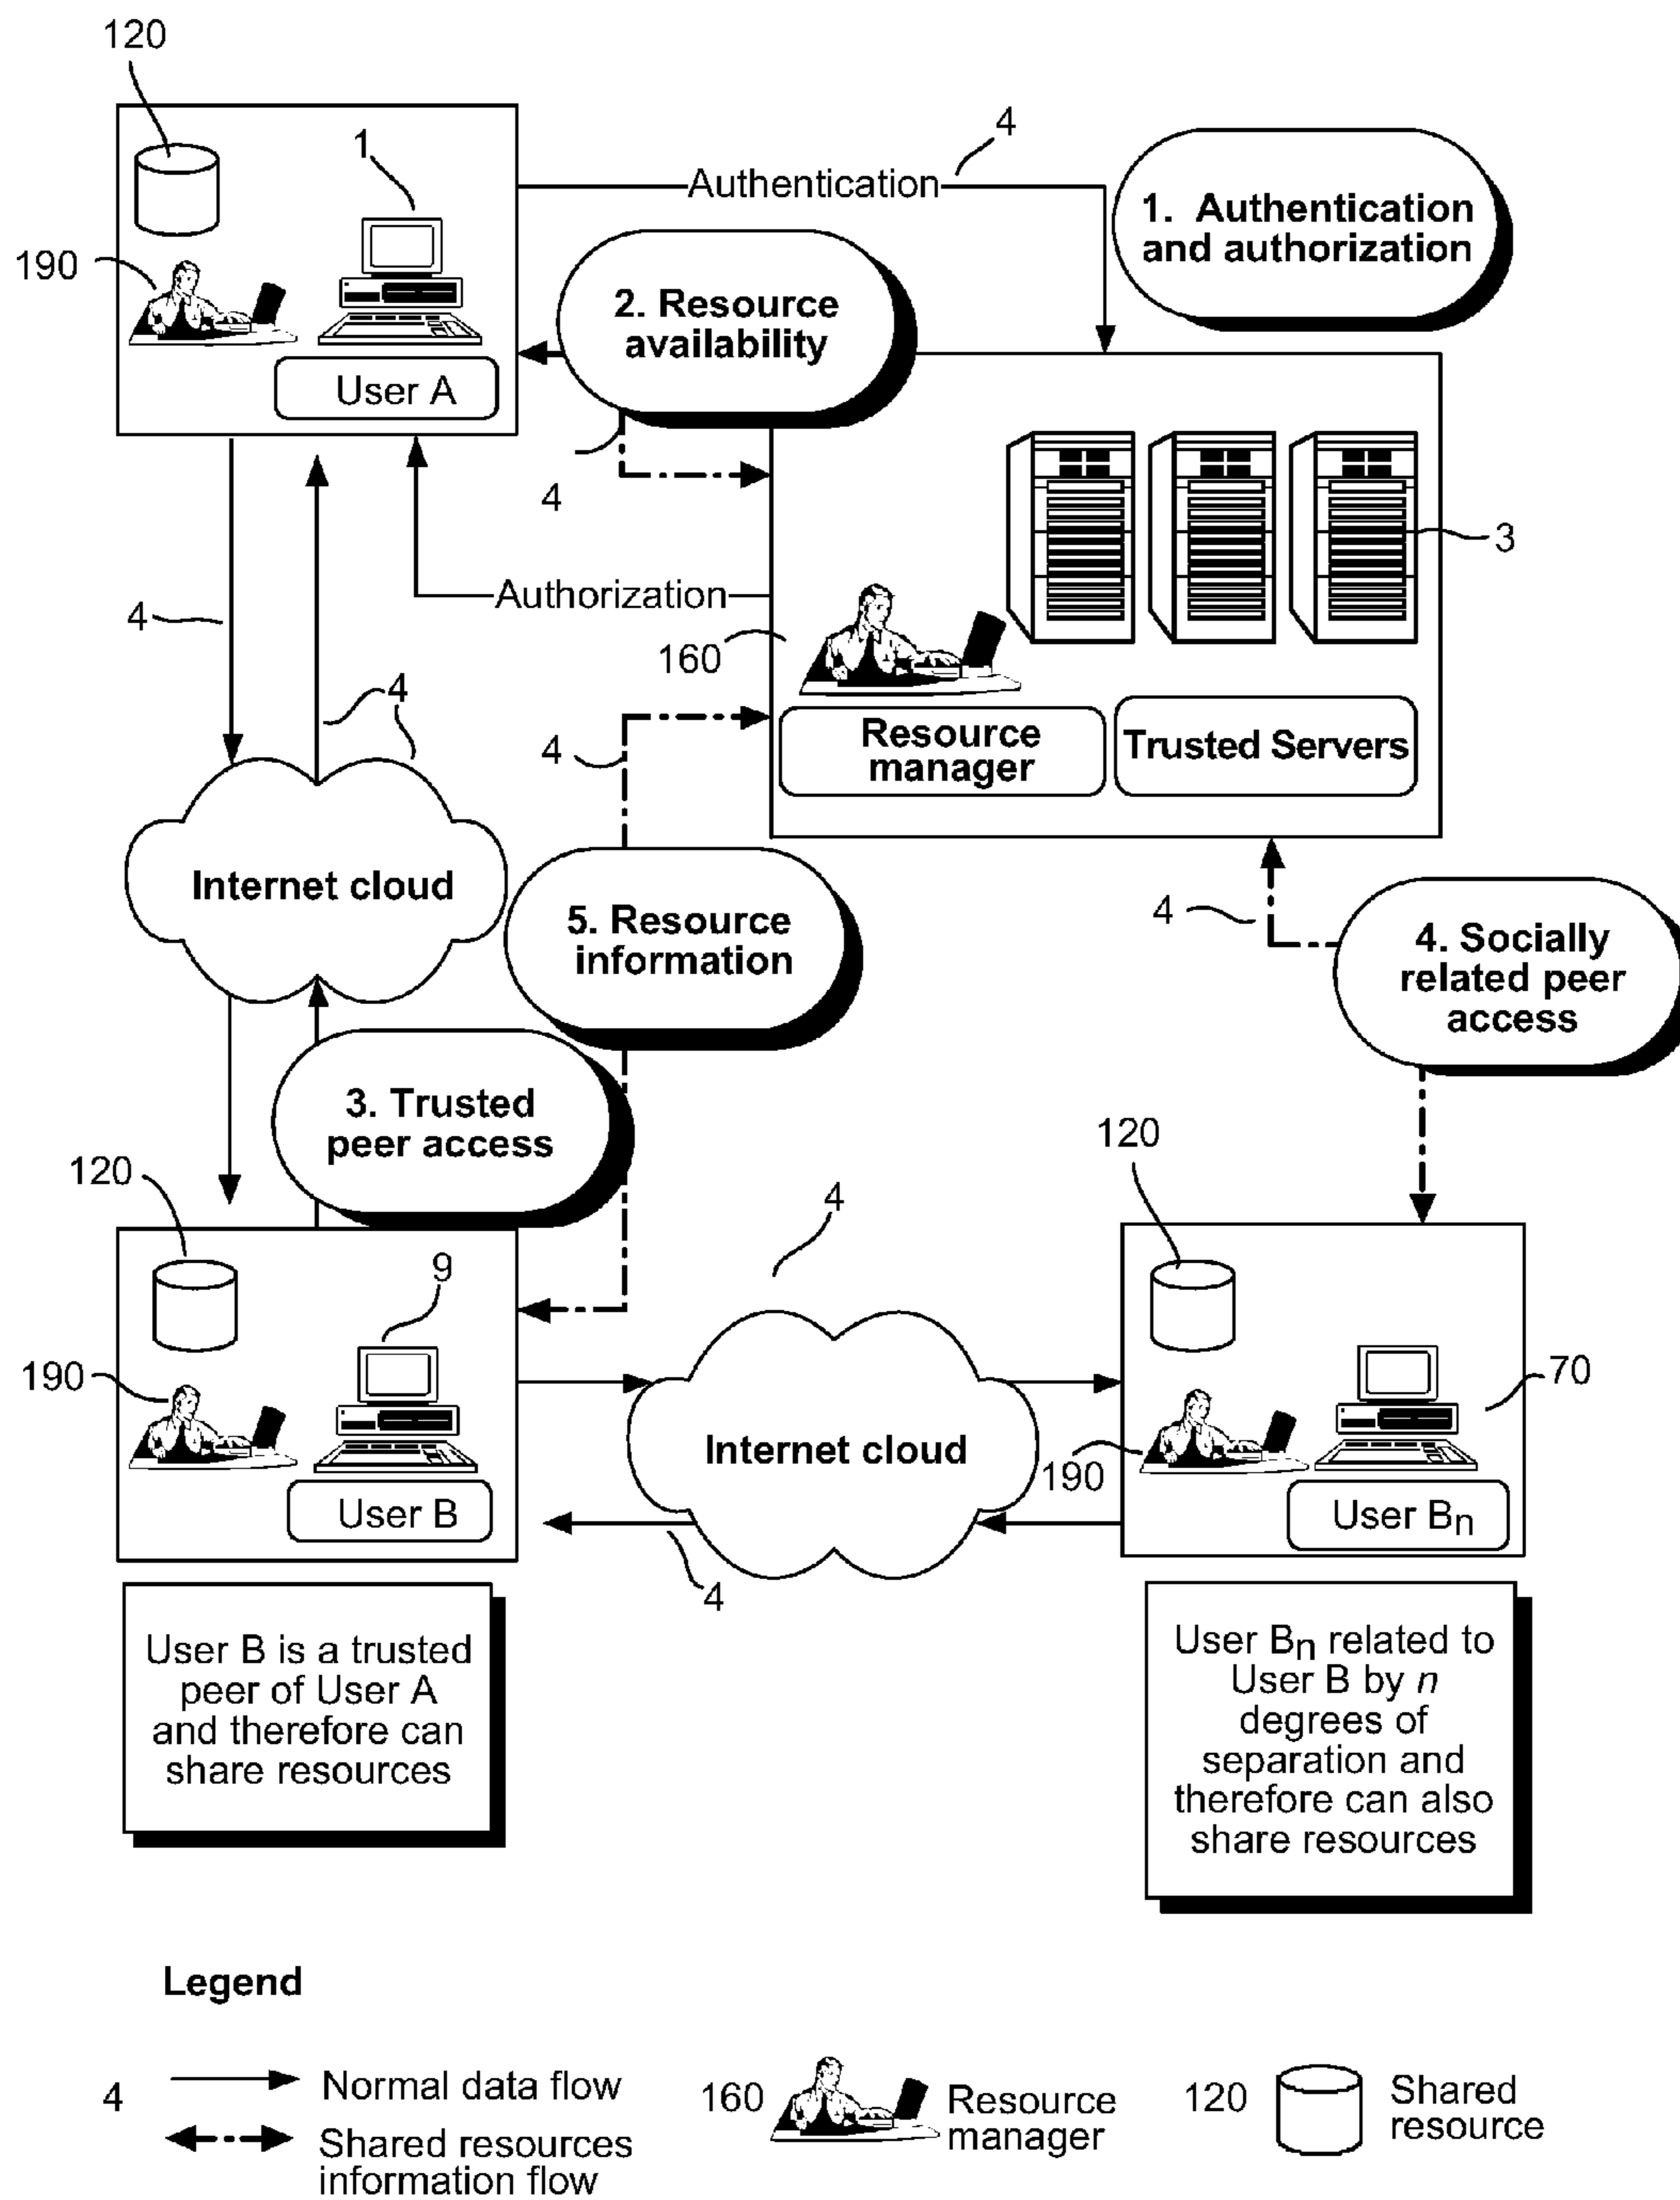 120
1
4
Authentication
1. Authentication
and authorization
190
2. Resource
availability
User A
4
3
Authorization
4
160
4
4
Resource
manager
Trusted Servers
Internet cloud
5. Resource
information
4
4. Socially
related peer
access
3. Trusted
peer access
120
120
4
9
190
70
Internet cloud
190
User B
User Bn
4
User B is a trusted
peer of User A
and therefore can
share resources
User Bn related to
User B by n
degrees of
separation and
therefore can also
share resources
Legend
4
Normal data flow
Shared resources
information flow
160
Resource
manager
120
Shared
resource